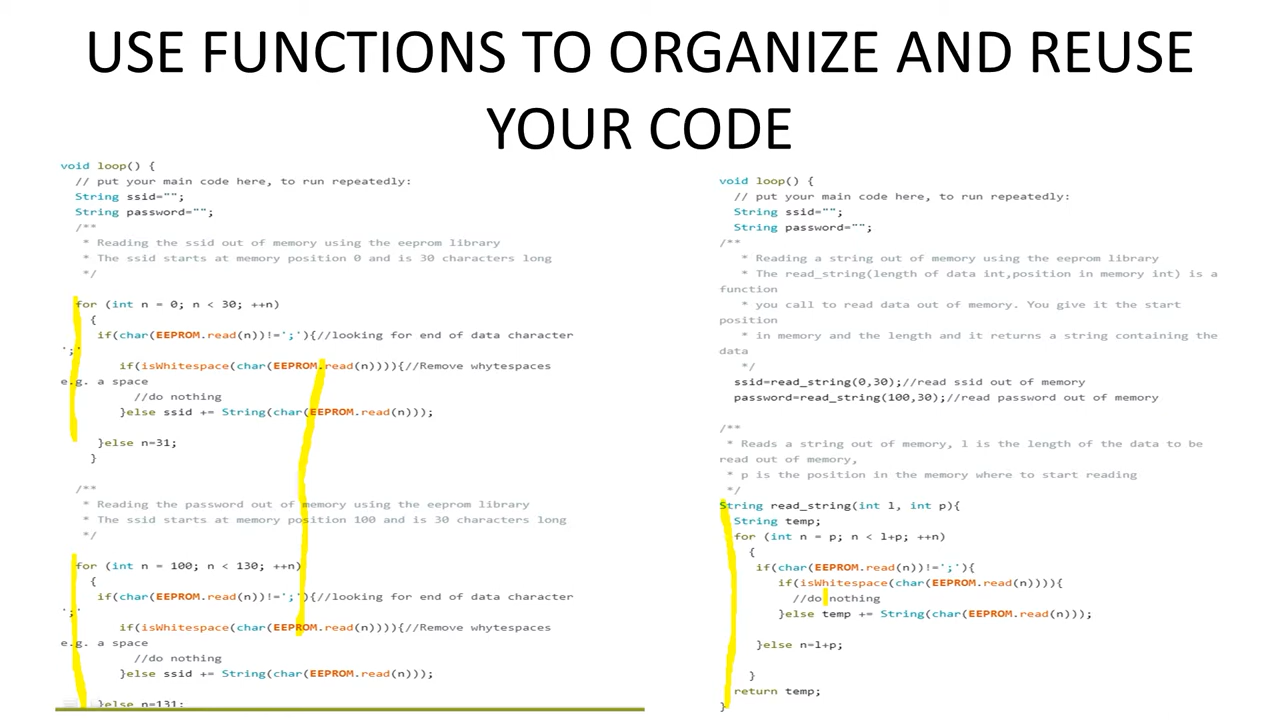 USE FUNCTIONS TO ORGANIZE AND REUSE
YOUR CODE
void loop() {
// put your main code here, to run repeatedly:
String ssid="";
String password="";
/**
* Reading the ssid out of memory using the eeprom library
* The ssid starts at memory position 0 and is 30 characters long
*/
for (int n = 0; n < 30; ++n)
{
if(char(EEPROM.read(n))!=';'){//looking for end of data character
';'
if(isWhitespace(char(EEPROM.read(n)))){//Remove whytespaces
e.g. a space
//do nothing
}else ssid += String(char(EEPROM.read(n)));
}else n=31;
}
/**
* Reading the password out of memory using the eeprom library
* The ssid starts at memory position 100 and is 30 characters long
*/
for (int n = 100; n < 130; ++n)
{
if(char(EEPROM.read(n))!=';'){//looking for end of data character
';'
if(isWhitespace(char(EEPROM.read(n)))){//Remove whytespaces
e.g. a space
//do nothing
}else ssid += String(char(EEPROM.read(n)));
}else n=131;
void loop() {
// put your main code here, to run repeatedly:
String ssid="";
String password="";
/**
* Reading a string out of memory using the eeprom library
* The read_string(length of data int,position in memory int) is a
function
* you call to read data out of memory. You give it the start
position
* in memory and the length and it returns a string containing the
data
*/
ssid=read_string(0,30);//read ssid out of memory
password=read_string(100,30);//read password out of memory
/**
* Reads a string out of memory, l is the length of the data to be
read out of memory,
* p is the position in the memory where to start reading
*/
String read_string(int l, int p){
String temp;
for (int n = p; n < l+p; ++n)
{
if(char(EEPROM.read(n))!=';'){
if(isWhitespace(char(EEPROM.read(n)))){
//do nothing
}else temp += String(char(EEPROM.read(n)));
}else n=l+p;
}
return temp;
}